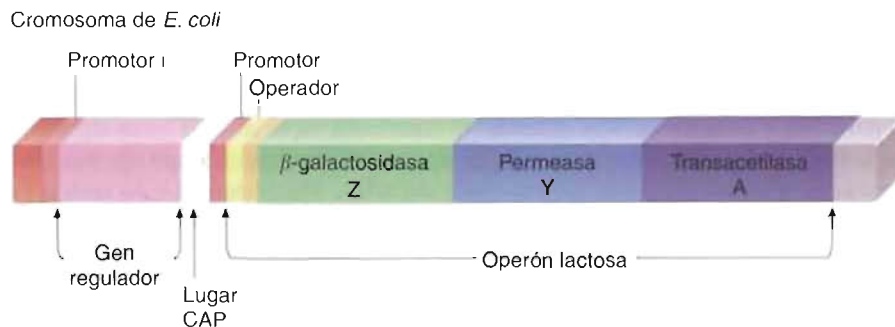 Cromosoma de E. coli
Promotor ı
Promotor
Operador
β-galactosidasa
Z
Permeasa
Y
Transacetilasa
A
Gen
regulador
Lugar
CAP
Operón lactosa